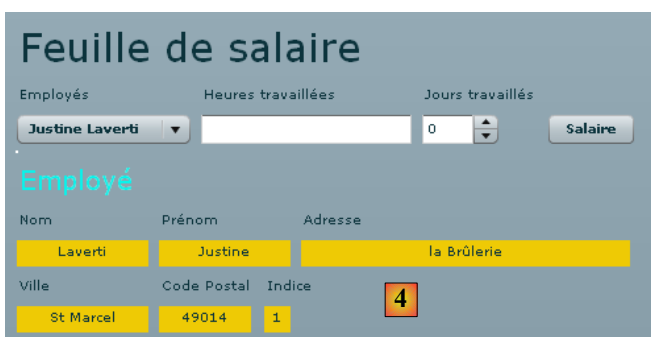 Feuille de salaire
Employés Heures travaillées Jours travaillés
Justine Laverti 0 Salaire
Employé
Nom Prénom Adresse
Laverti Justine la Brûlerie
Ville Code Postal Indice
St Marcel 49014 1 4